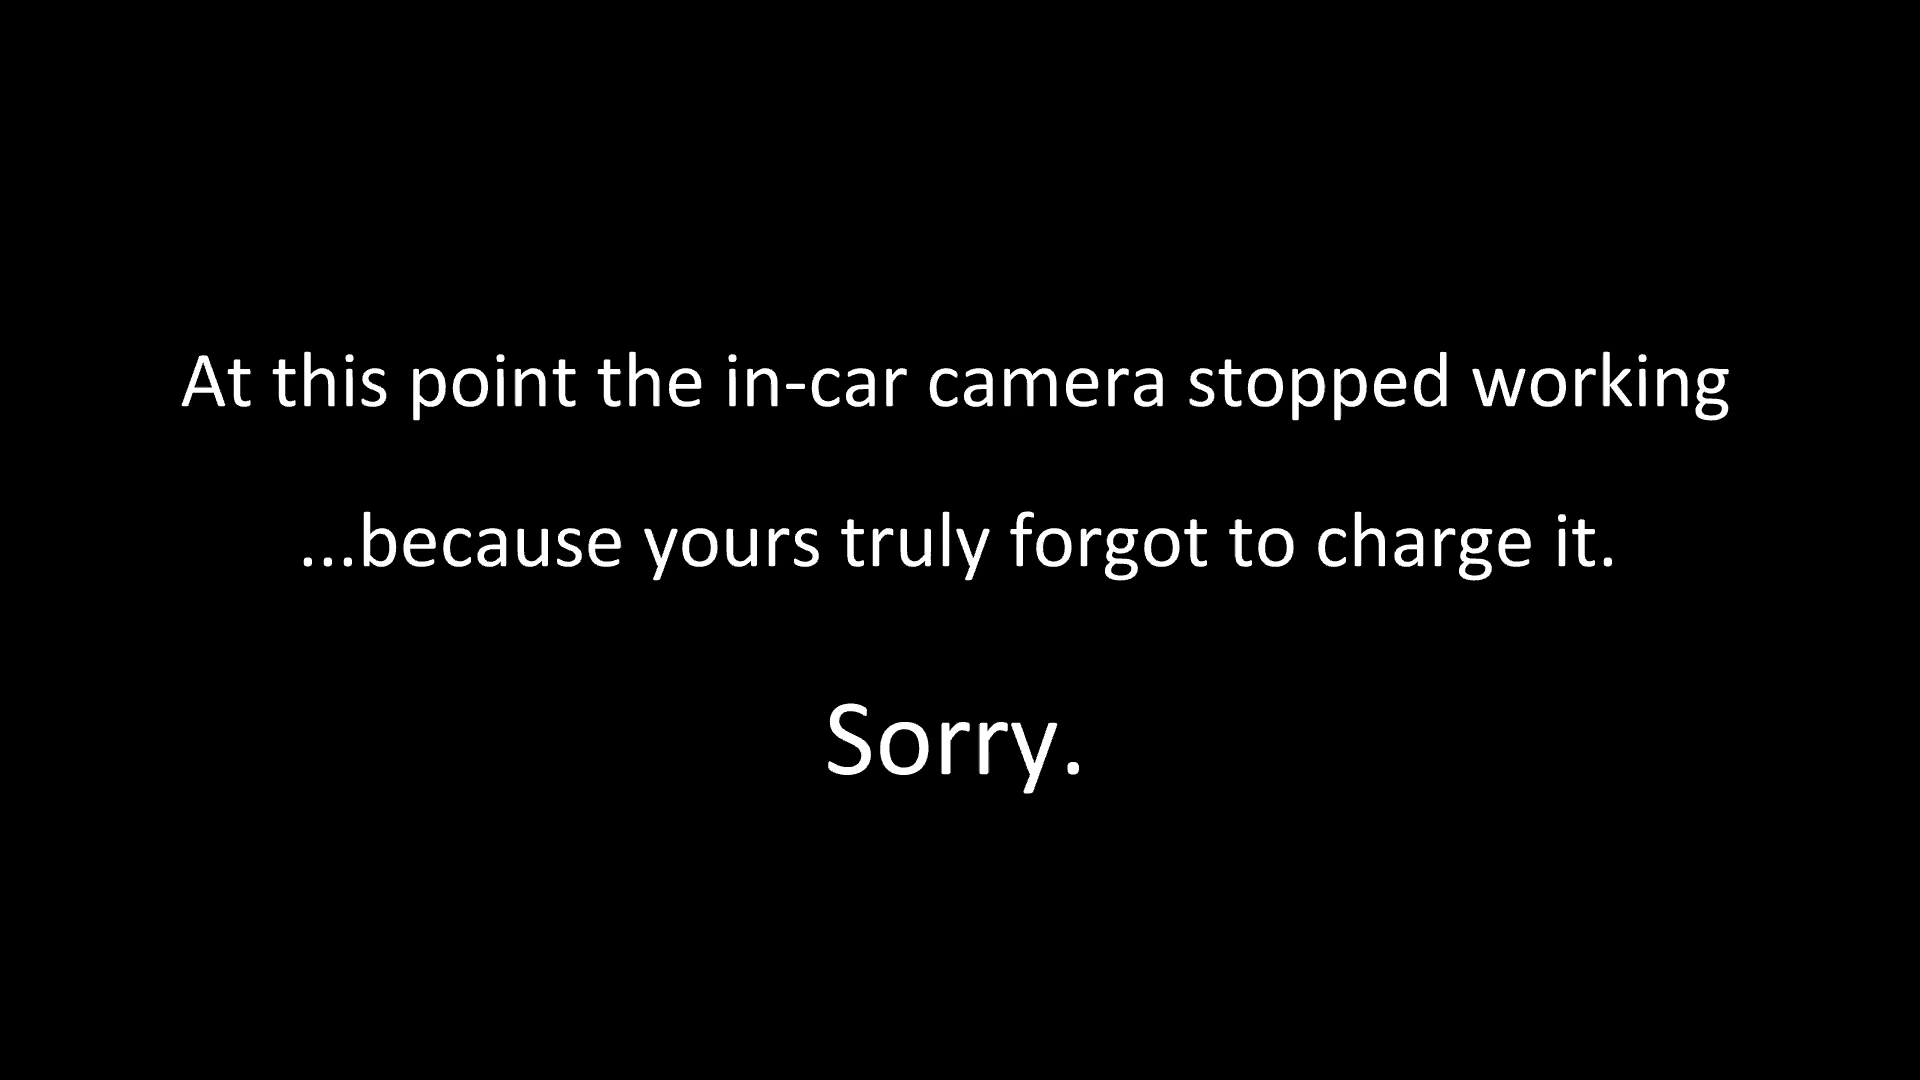 At this point the in-car camera stopped working
...because yours truly forgot to charge it.
Sorry.